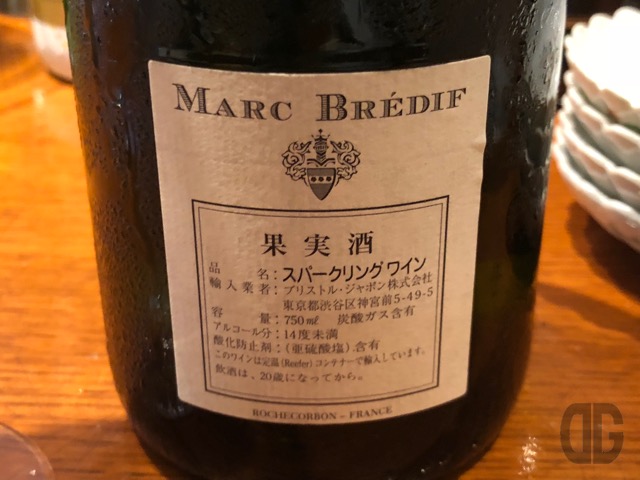 MARC BRÉDIF
果実酒
品名：スパークリングワイン
輸入業者：ブリストル・ジャポン株式会社
東京都渋谷区神宮前5-49-5
容量：750㎖ 炭酸ガス含有
アルコール分：14度未満
酸化防止剤：(亜硫酸塩)、含有
このワインは定温(Reefer)コンテナーで輸入しています。
飲酒は、20歳になってから。
ROCHECORBON – FRANCE
DG